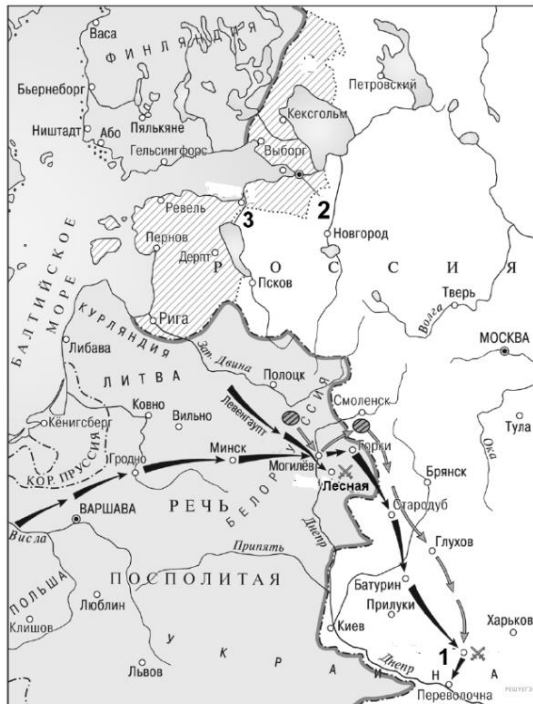 Васа
ФИНЛЯНДИЯ
Петровский
Бьернеборг
Кексгольм
Пялькяне
Ништадт
Або
Выборг
Гельсингфорс
2
3
Ревель
Новгород
Пернов
Дерпт
РОССИЯ
Псков
БАЛТИЙСКОЕ
МОРЕ
Рига
Тверь
Волга
КУРЛЯНДИЯ
МОСКВА
Либава
Зап. Двина
ЛИТВА
Полоцк
Смоленск
Левенгаупт
БЕЛОРУССИЯ
Ковно
Вильно
Тула
Кёнигсберг
Ока
КОР. ПРУССИЯ
Гродно
Минск
Могилёв
Горки
Лесная
Брянск
РЕЧЬ
ВАРШАВА
Стародуб
Висла
Днепр
Припять
Глухов
ПОСПОЛИТАЯ
Батурин
ПОЛЬША
Люблин
Прилуки
Клишов
Киев
Харьков
1
Львов
УКРАИНА
Днепр
Переволочна
РЕШУЕГЭ